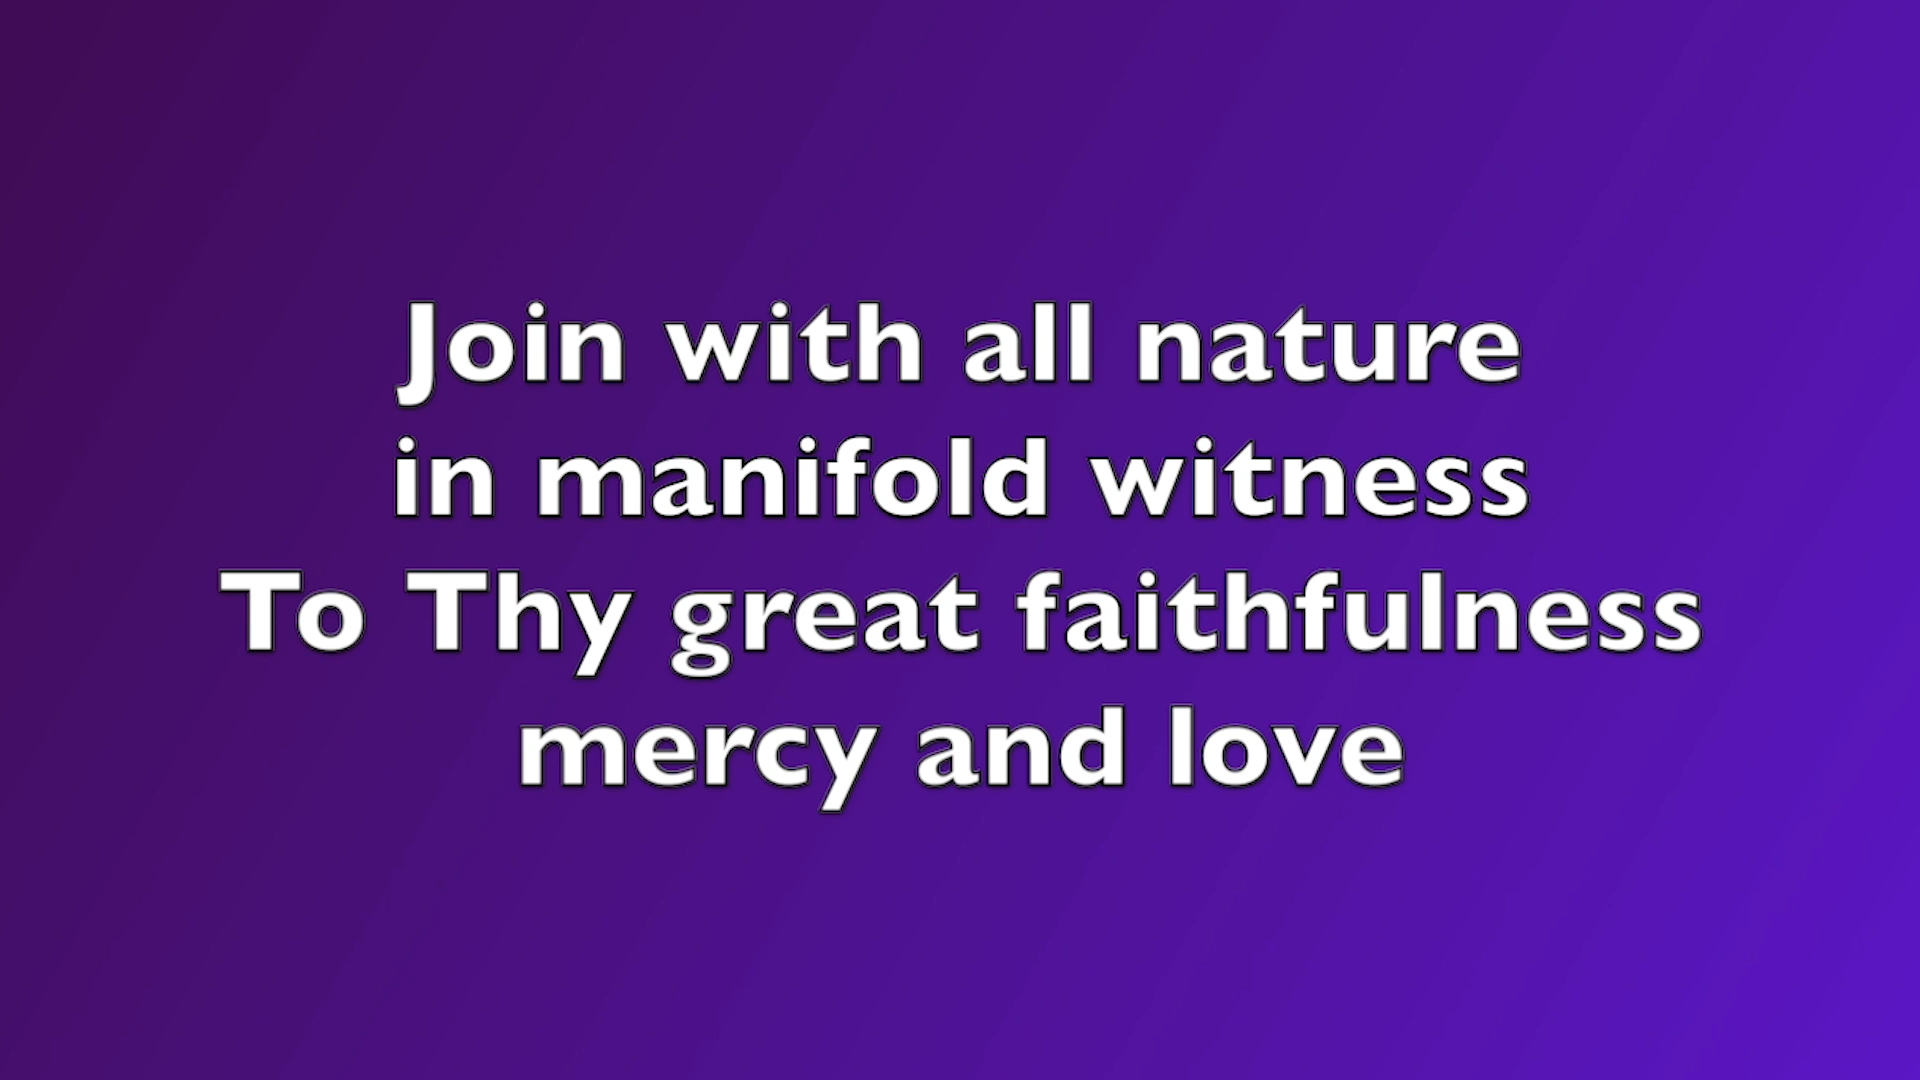 Join with all nature
in manifold witness
To Thy great faithfulness
mercy and love